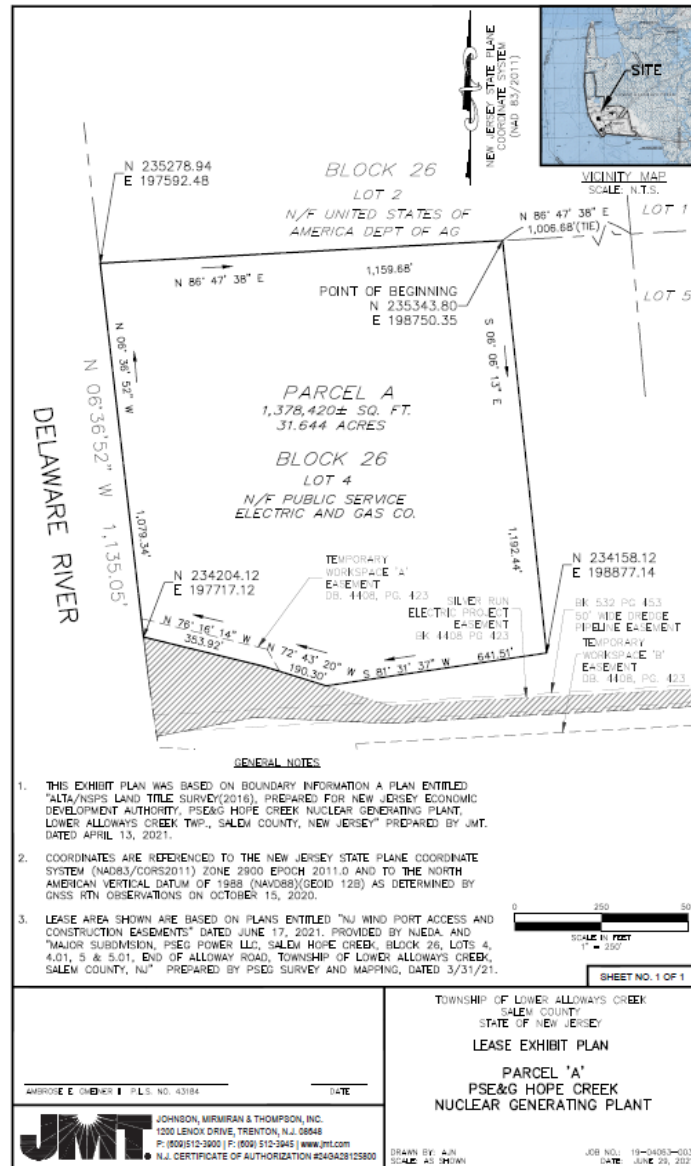 NEW JERSEY STATE PLANE
COORDINATE SYSTEM
(NAD 83/2011)
SITE
VICINITY MAP
SCALE: N.T.S.
N 235278.94
E 197592.48
BLOCK 26
LOT 2
N/F UNITED STATES OF
AMERICA DEPT OF AG
N 86° 47' 38" E
1,006.68'(TIE)
LOT 1
LOT 5
N 86° 47' 38" E
1,159.68'
POINT OF BEGINNING
N 235343.80
E 198750.35
N 06° 36' 52" W
S 06° 06' 13" E
PARCEL A
1,378,420± SQ. FT.
31.644 ACRES
BLOCK 26
LOT 4
N/F PUBLIC SERVICE
ELECTRIC AND GAS CO.
DELAWARE RIVER
N 06°36'52" W 1,135.05'
1,079.34'
1,192.44'
N 234204.12
E 197717.12
TEMPORARY
WORKSPACE 'A'
EASEMENT
DB. 4408, PG. 423
SILVER RUN
ELECTRIC PROJECT
EASEMENT
BK 4408 PG 423
N 234158.12
E 198877.14
BK 532 PG 453
50' WIDE DREDGE
PIPELINE EASEMENT
TEMPORARY
WORKSPACE 'B'
EASEMENT
DB. 4408, PG. 423
N 76° 16' 14" W
353.92'
N 72° 43' 20" W
190.30'
S 81° 31' 37" W
641.51'
GENERAL NOTES
1. THIS EXHIBIT PLAN WAS BASED ON BOUNDARY INFORMATION A PLAN ENTITLED
"ALTA/NSPS LAND TITLE SURVEY(2016), PREPARED FOR NEW JERSEY ECONOMIC
DEVELOPMENT AUTHORITY, PSE&G HOPE CREEK NUCLEAR GENERATING PLANT,
LOWER ALLOWAYS CREEK TWP., SALEM COUNTY, NEW JERSEY" PREPARED BY JMT.
DATED APRIL 13, 2021.
2. COORDINATES ARE REFERENCED TO THE NEW JERSEY STATE PLANE COORDINATE
SYSTEM (NAD83/CORS2011) ZONE 2900 EPOCH 2011.0 AND TO THE NORTH
AMERICAN VERTICAL DATUM OF 1988 (NAVD88)(GEOID 12B) AS DETERMINED BY
GNSS RTN OBSERVATIONS ON OCTOBER 15, 2020.
3. LEASE AREA SHOWN ARE BASED ON PLANS ENTITLED "NJ WIND PORT ACCESS AND
CONSTRUCTION EASEMENTS" DATED JUNE 17, 2021. PROVIDED BY NJEDA. AND
"MAJOR SUBDIVISION, PSEG POWER LLC, SALEM HOPE CREEK, BLOCK 26, LOTS 4,
4.01, 5 & 5.01, END OF ALLOWAY ROAD, TOWNSHIP OF LOWER ALLOWAYS CREEK,
SALEM COUNTY, NJ" PREPARED BY PSEG SURVEY AND MAPPING, DATED 3/31/21.
0 250
SCALE IN FEET
1" = 250'
SHEET NO. 1 OF 1
TOWNSHIP OF LOWER ALLOWAYS CREEK
SALEM COUNTY
STATE OF NEW JERSEY
LEASE EXHIBIT PLAN
PARCEL 'A'
PSE&G HOPE CREEK
NUCLEAR GENERATING PLANT
AMBROSE E. P.L.S. NO. 43184
DATE
JMT
JOHNSON, MIRMIRAN & THOMPSON, INC.
1200 LENOX DRIVE, TRENTON, N.J. 08648
P: (609)512-3900 | F: (609) 512-3945 | www.jmt.com
N.J. CERTIFICATE OF AUTHORIZATION #24GA28125800
DRAWN BY: AJN
SCALE: AS SHOWN
JOB NO.:
DATE: JUNE 29,